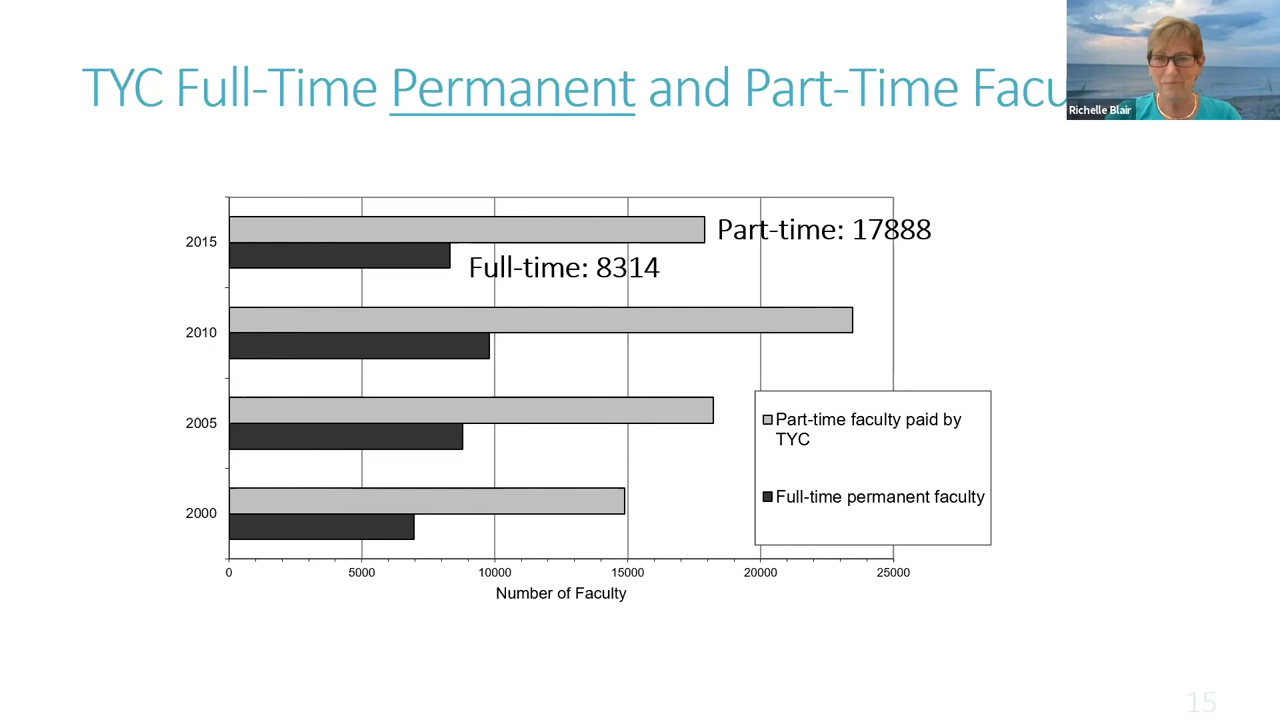 TYC Full-Time Permanent and Part-Time
Richelle Blair
2015
Part-time: 17888
Full-time: 8314
2010
2005
2000
Part-time faculty paid by
TYC
Full-time permanent faculty
0 5000 10000 15000 20000 25000
Number of Faculty
15